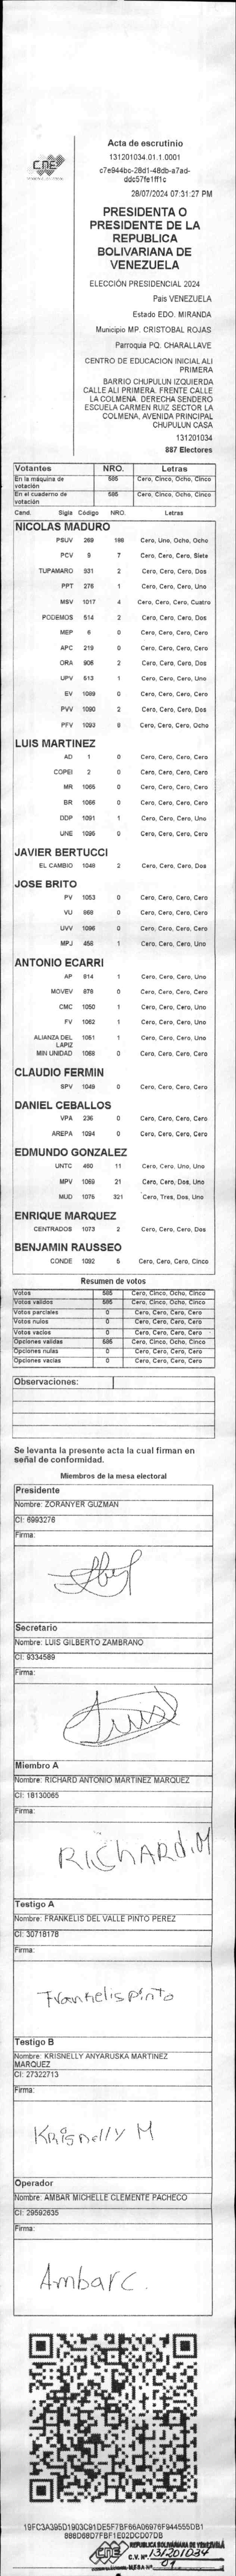 CNE
Acta de escrutinio
131201034.01.1.0001
c7e944bc-28d1-48db-a7ad-
ddc57fe1ff1c
28/07/2024 07:31:27 PM
PRESIDENTA O
PRESIDENTE DE LA
REPUBLICA
BOLIVARIANA DE
VENEZUELA
ELECCIÓN PRESIDENCIAL 2024
Pais VENEZUELA
Estado EDO. MIRANDA
Municipio MP. CRISTOBAL ROJAS
Parroquia PQ. CHARALLAVE
CENTRO DE EDUCACION INICIAL ALI
PRIMERA
BARRIO CHUPULUN IZQUIERDA
CALLE ALI PRIMERA. FRENTE CALLE
LA COLMENA. DERECHA SENDERO
ESCUELA CARMEN RUIZ SECTOR LA
COLMENA, AVENIDA PRINCIPAL
CHUPULUN CASA
131201034
887 Electores
Votantes NRO. Letras
En la máquina de votación 585 Cero, Cinco, Ocho, Cinco
En el cuaderno de votación 585 Cero, Cinco, Ocho, Cinco
Cand. Sigla Código NRO. Letras
NICOLAS MADURO
PSUV 269 188 Cero, Uno, Ocho, Ocho
PCV 9 7 Cero, Cero, Cero, Siete
TUPAMARO 931 2 Cero, Cero, Cero, Dos
PPT 276 1 Cero, Cero, Cero, Uno
MSV 1017 4 Cero, Cero, Cero, Cuatro
PODEMOS 514 2 Cero, Cero, Cero, Dos
MEP 6 0 Cero, Cero, Cero, Cero
APC 219 0 Cero, Cero, Cero, Cero
ORA 906 2 Cero, Cero, Cero, Dos
UPV 513 1 Cero, Cero, Cero, Uno
EV 1089 0 Cero, Cero, Cero, Cero
PVV 1090 2 Cero, Cero, Cero, Dos
PFV 1093 8 Cero, Cero, Cero, Ocho
LUIS MARTINEZ
AD 1 0 Cero, Cero, Cero, Cero
COPEI 2 0 Cero, Cero, Cero, Cero
MR 1065 0 Cero, Cero, Cero, Cero
BR 1066 0 Cero, Cero, Cero, Cero
DDP 1091 1 Cero, Cero, Cero, Uno
UNE 1095 0 Cero, Cero, Cero, Cero
JAVIER BERTUCCI
EL CAMBIO 1048 2 Cero, Cero, Cero, Dos
JOSE BRITO
PV 1053 0 Cero, Cero, Cero, Cero
VU 868 0 Cero, Cero, Cero, Cero
UVV 1096 0 Cero, Cero, Cero, Cero
MPJ 456 1 Cero, Cero, Cero, Uno
ANTONIO ECARRI
AP 814 1 Cero, Cero, Cero, Uno
MOVEV 878 0 Cero, Cero, Cero, Cero
CMC 1050 1 Cero, Cero, Cero, Uno
FV 1062 1 Cero, Cero, Cero, Uno
ALIANZA DEL LAPIZ 1051 1 Cero, Cero, Cero, Uno
MIN UNIDAD 1068 0 Cero, Cero, Cero, Cero
CLAUDIO FERMIN
SPV 1049 0 Cero, Cero, Cero, Cero
DANIEL CEBALLOS
VPA 236 0 Cero, Cero, Cero, Cero
AREPA 1094 0 Cero, Cero, Cero, Cero
EDMUNDO GONZALEZ
UNTC 460 11 Cero, Cero, Uno, Uno
MPV 1069 21 Cero, Cero, Dos, Uno
MUD 1075 321 Cero, Tres, Dos, Uno
ENRIQUE MARQUEZ
CENTRADOS 1073 2 Cero, Cero, Cero, Dos
BENJAMIN RAUSSEO
CONDE 1092 5 Cero, Cero, Cero, Cinco
Resumen de votos
Votos 585 Cero, Cinco, Ocho, Cinco
Votos validos 585 Cero, Cinco, Ocho, Cinco
Votos parciales 0 Cero, Cero, Cero, Cero
Votos nulos 0 Cero, Cero, Cero, Cero
Votos vacios 0 Cero, Cero, Cero, Cero
Opciones validas 585 Cero, Cinco, Ocho, Cinco
Opciones nulas 0 Cero, Cero, Cero, Cero
Opciones vacias 0 Cero, Cero, Cero, Cero
Observaciones:
Se levanta la presente acta la cual firman en
señal de conformidad.
Miembros de la mesa electoral
Presidente
Nombre: ZORANYER GUZMAN
CI: 6993276
Firma:
Secretario
Nombre: LUIS GILBERTO ZAMBRANO
CI: 9334589
Firma:
Miembro A
Nombre: RICHARD ANTONIO MARTINEZ MARQUEZ
CI: 18130065
Firma:
RICHARD.M
Testigo A
Nombre: FRANKELIS DEL VALLE PINTO PEREZ
CI: 30718178
Firma:
Frankelis Pinto
Testigo B
Nombre: KRISNELLY ANYARUSKA MARTINEZ
MARQUEZ
CI: 27322713
Firma:
Krisnelly M
Operador
Nombre: AMBAR MICHELLE CLEMENTE PACHECO
CI: 29592635
Firma:
Ambar C.
19FC3A395D1903C91DE5F7BF66A06976F944555DB1
888D68D7FBF1E02DCD07DB
CNE REPUBLICA BOLIVARIANA DE VENEZUELA
C.V. Nº 131201034
MESA Nº 01